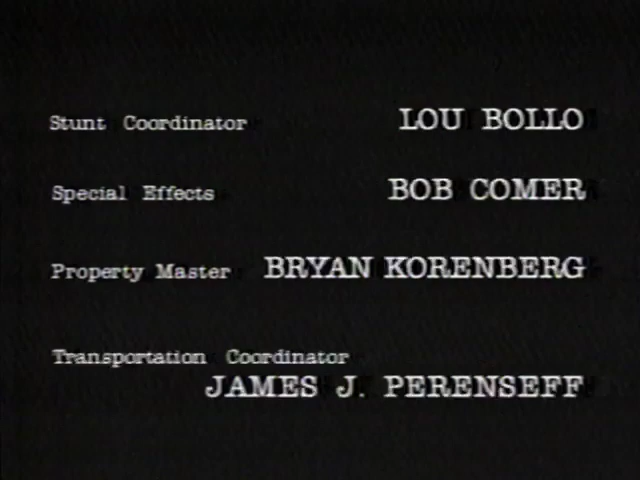 Stunt Coordinator LOU BOLLO
Special Effects BOB COMER
Property Master BRYAN KORENBERG
Transportation Coordinator
JAMES J. PERENSEFF